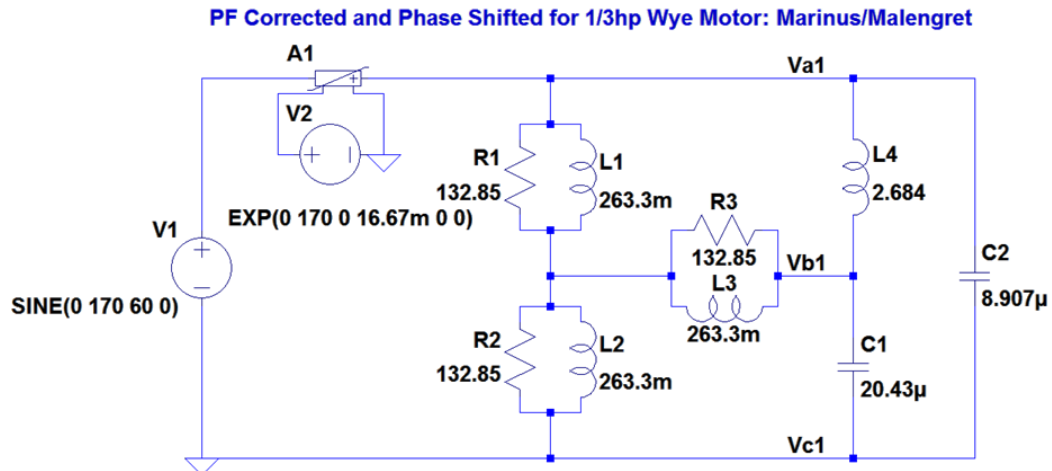 PF Corrected and Phase Shifted for 1/3hp Wye Motor: Marinus/Malengret
A1
Va1
V2
R1
L1
L4
132.85
263.3m
2.684
R3
EXP(0 170 0 16.67m 0 0)
V1
132.85
Vb1
C2
L3
SINE(0 170 60 0)
8.907µ
263.3m
R2
L2
C1
132.85
263.3m
20.43µ
Vc1